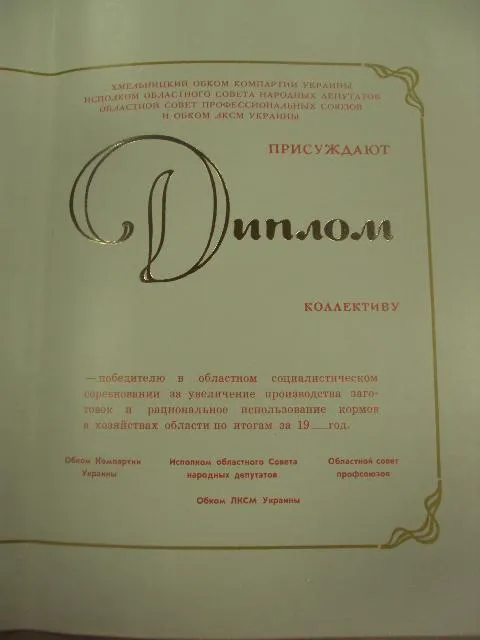 ХМЕЛЬНИЦКИЙ ОБКОМ КОМПАРТИИ УКРАИНЫ
ИСПОЛКОМ ОБЛАСТНОГО СОВЕТА НАРОДНЫХ ДЕПУТАТОВ
ОБЛАСТНОЙ СОВЕТ ПРОФЕССИОНАЛЬНЫХ СОЮЗОВ
И ОБКОМ ЛКСМ УКРАИНЫ
ПРИСУЖДАЮТ
Диплом
КОЛЛЕКТИВУ
—победителю в областном социалистическом
соревновании за увеличение производства заго-
товок и рациональное использование кормов
в хозяйствах области по итогам за 19__год.
Обком Компартии Исполком областного Совета Областной совет
Украины народных депутатов профсоюзов
Обком ЛКСМ Украины